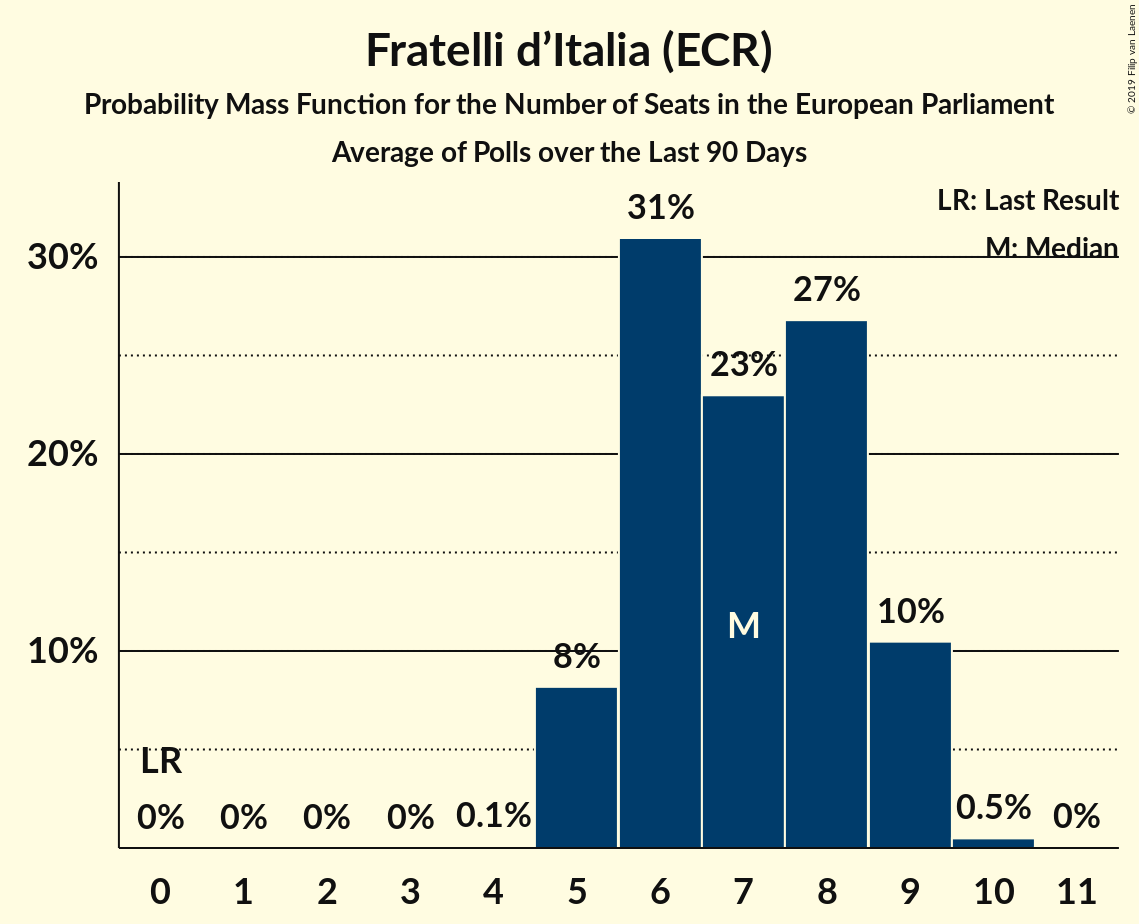 Fratelli d’Italia (ECR)
Probability Mass Function for the Number of Seats in the European Parliament
Average of Polls over the Last 90 Days
© 2019 Filip van Laenen
LR: Last Result
M: Median
31%
30%
27%
23%
20%
10%
M
10%
8%
LR
0% 0% 0% 0% 0.1% 0.5% 0%
0 1 2 3 4 5 6 7 8 9 10 11